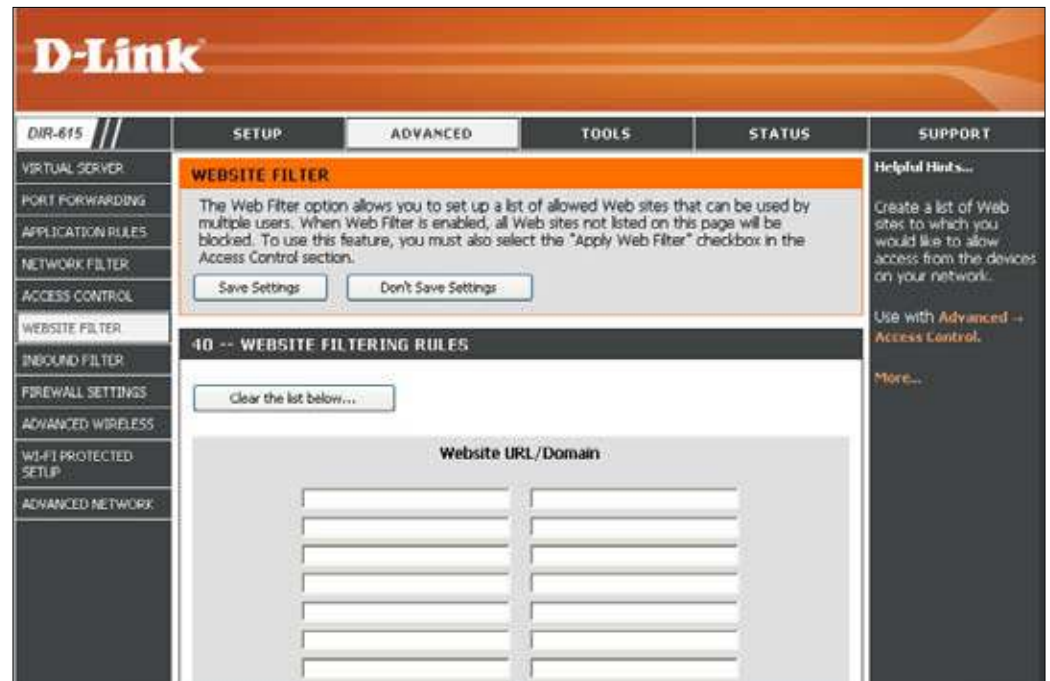 D-Link
DIR-615
SETUP
ADVANCED
TOOLS
STATUS
SUPPORT
VIRTUAL SERVER
PORT FORWARDING
APPLICATION RULES
NETWORK FILTER
ACCESS CONTROL
WEBSITE FILTER
INBOUND FILTER
FIREWALL SETTINGS
ADVANCED WIRELESS
WI-FI PROTECTED
SETUP
ADVANCED NETWORK
WEBSITE FILTER
The Web Filter option allows you to set up a list of allowed Web sites that can be used by
multiple users. When Web Filter is enabled, all Web sites not listed on this page will be
blocked. To use this feature, you must also select the "Apply Web Filter" checkbox in the
Access Control section.
Save Settings
Don't Save Settings
40 -- WEBSITE FILTERING RULES
Clear the list below...
Website URL/Domain
Helpful Hints...
Create a list of Web
sites to which you
would like to allow
access from the devices
on your network.
Use with Advanced →
Access Control.
More...